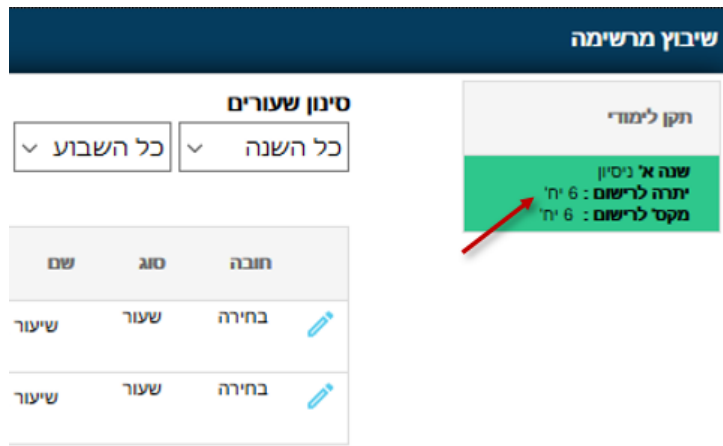 שיבוץ מרשימה
תקן לימודי
שנה א' ניסיון
יתרה לרישום : 6 יח'
מקס' לרישום : 6 יח'
סינון שעורים
כל השנה כל השבוע
חובה סוג שם
בחירה שעור שיעור
בחירה שעור שיעור